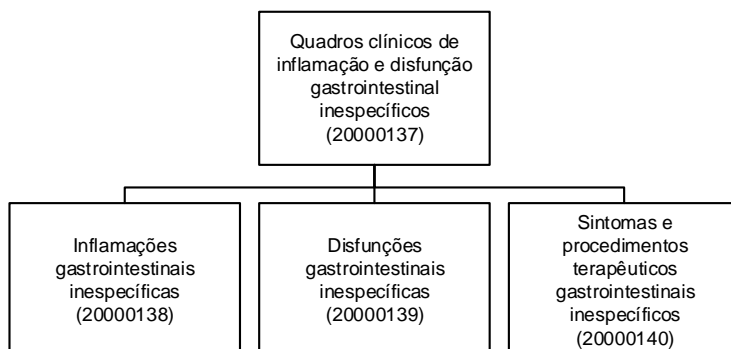 Quadros clínicos de
inflamação e disfunção
gastrointestinal
inespecíficos
(20000137)
Inflamações
gastrointestinais
inespecíficas
(20000138)
Disfunções
gastrointestinais
inespecíficas
(20000139)
Sintomas e
procedimentos
terapêuticos
gastrointestinais
inespecíficos
(20000140)